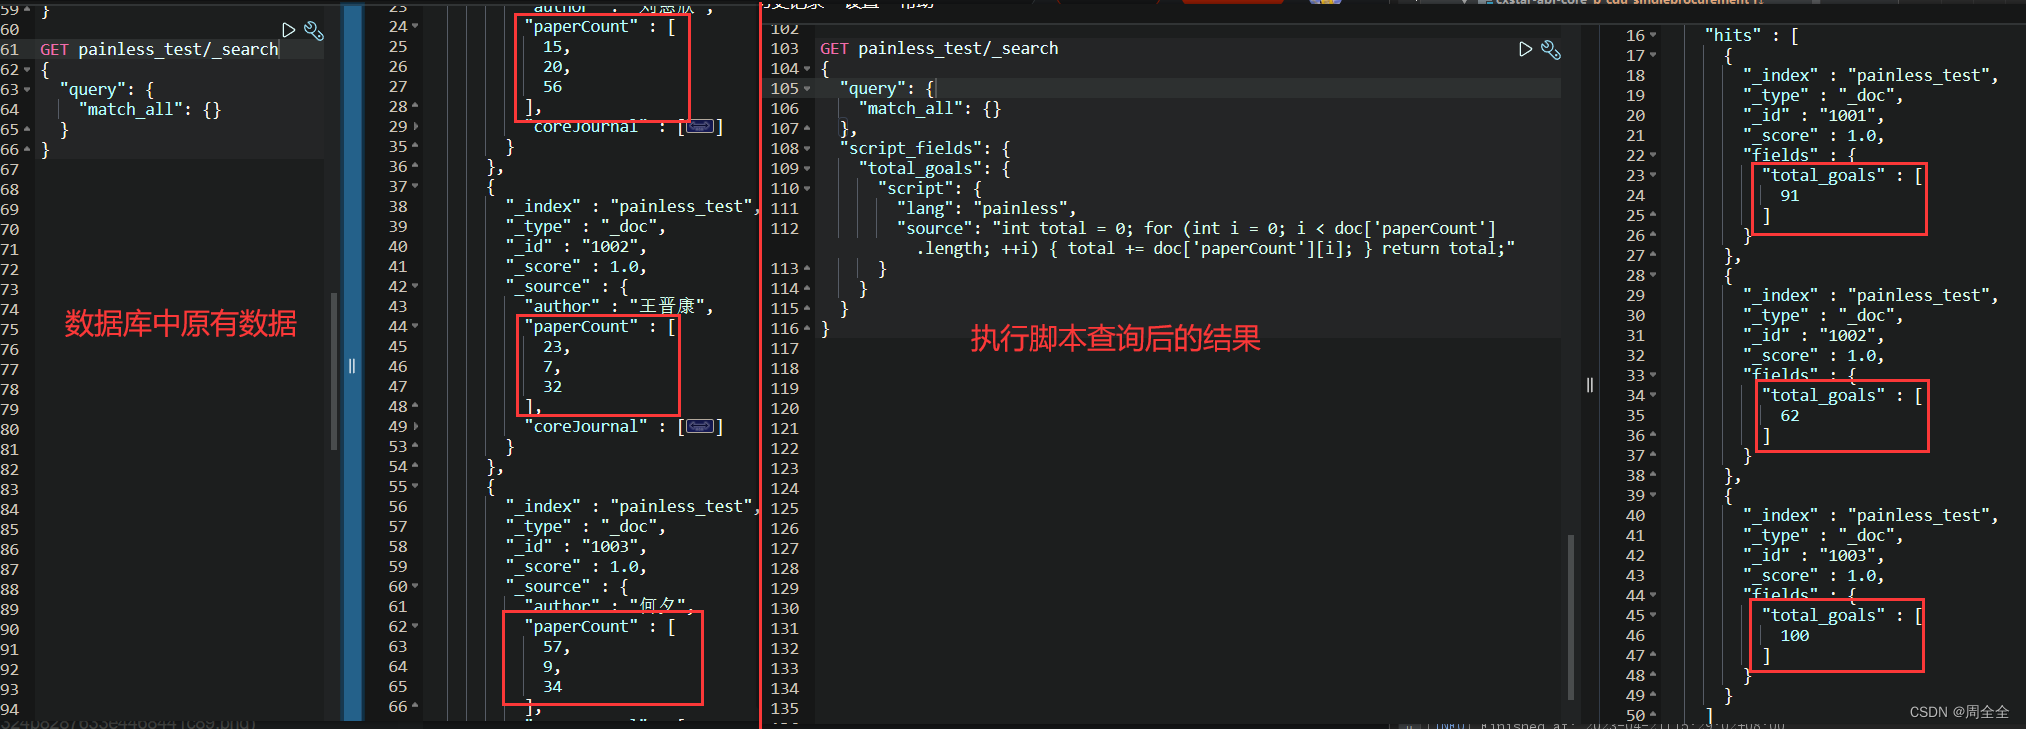 59 }
60
61 GET painless_test/_search
62 {
63 "query": {
64 "match_all": {}
65 }
66 }
67
68
69
70
71
72
73
74
75
76
77
78
79
80
81
82
83
84
85
86
87
88
89
90
91
92
93
94
数据库中原有数据
23 "author" : "刘慈欣",
24 "paperCount" : [
25 15,
26 20,
27 56
28 ],
29 "coreJournal" : []
35 }
36 },
37 {
38 "_index" : "painless_test",
39 "_type" : "_doc",
40 "_id" : "1002",
41 "_score" : 1.0,
42 "_source" : {
43 "author" : "王晋康",
44 "paperCount" : [
45 23,
46 7,
47 32
48 ],
49 "coreJournal" : []
53 }
54 },
55 {
56 "_index" : "painless_test",
57 "_type" : "_doc",
58 "_id" : "1003",
59 "_score" : 1.0,
60 "_source" : {
61 "author" : "何夕",
62 "paperCount" : [
63 57,
64 9,
65 34
66 ],
102
103 GET painless_test/_search
104 {
105 "query": {
106 "match_all": {}
107 },
108 "script_fields": {
109 "total_goals": {
110 "script": {
111 "lang": "painless",
112 "source": "int total = 0; for (int i = 0; i < doc['paperCount']
.length; ++i) { total += doc['paperCount'][i]; } return total;"
113 }
114 }
115 }
116 }
117
118
119
120
121
122
123
124
125
126
127
128
129
130
131
132
133
134
135
执行脚本查询后的结果
16 "hits" : [
17 {
18 "_index" : "painless_test",
19 "_type" : "_doc",
20 "_id" : "1001",
21 "_score" : 1.0,
22 "fields" : {
23 "total_goals" : [
24 91
25 ]
26 }
27 },
28 {
29 "_index" : "painless_test",
30 "_type" : "_doc",
31 "_id" : "1002",
32 "_score" : 1.0,
33 "fields" : {
34 "total_goals" : [
35 62
36 ]
37 }
38 },
39 {
40 "_index" : "painless_test",
41 "_type" : "_doc",
42 "_id" : "1003",
43 "_score" : 1.0,
44 "fields" : {
45 "total_goals" : [
46 100
47 ]
48 }
49 }
50 ]
CSDN @周全全